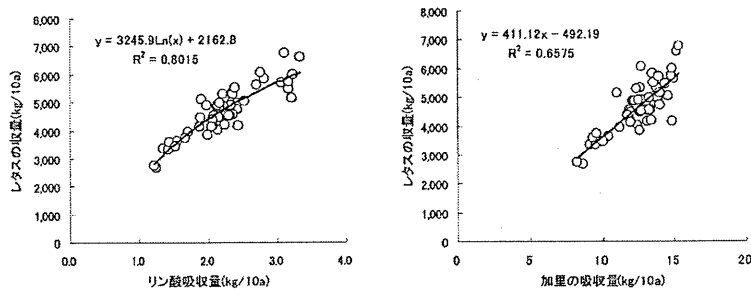 8,000
7,000
6,000
5,000
4,000
3,000
2,000
1,000
0
レタスの収量(kg/10a)
y = 3245.9Ln(x) + 2162.8
R² = 0.8015
0.0 1.0 2.0 3.0 4.0
リン酸吸収量(kg/10a)
8,000
7,000
6,000
5,000
4,000
3,000
2,000
1,000
0
レタスの収量(kg/10a)
y = 411.12x - 492.19
R² = 0.6575
0 5 10 15 20
加里の吸収量(kg/10a)